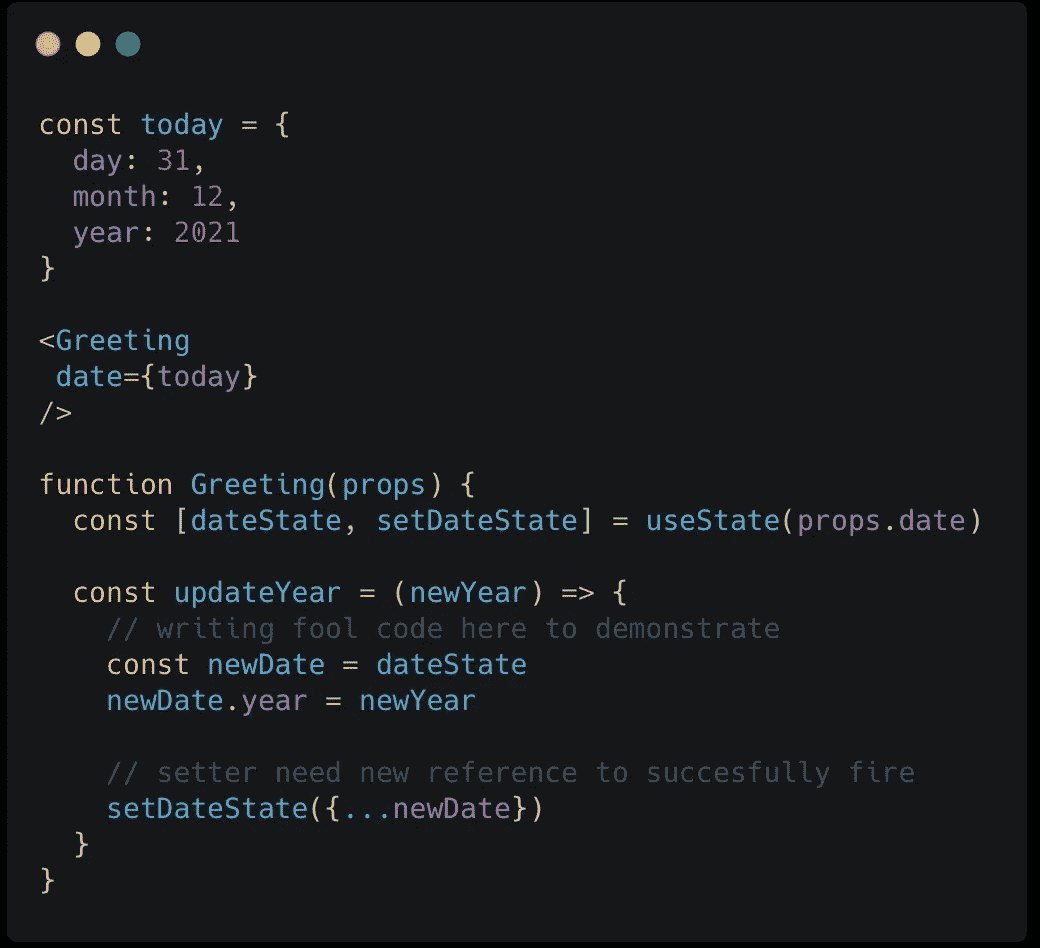 const today = {
  day: 31,
  month: 12,
  year: 2021
}
<Greeting
 date={today}
/>
function Greeting(props) {
  const [dateState, setDateState] = useState(props.date)
  const updateYear = (newYear) => {
    // writing fool code here to demonstrate
    const newDate = dateState
    newDate.year = newYear
    // setter need new reference to succesfully fire
    setDateState({...newDate})
  }
}